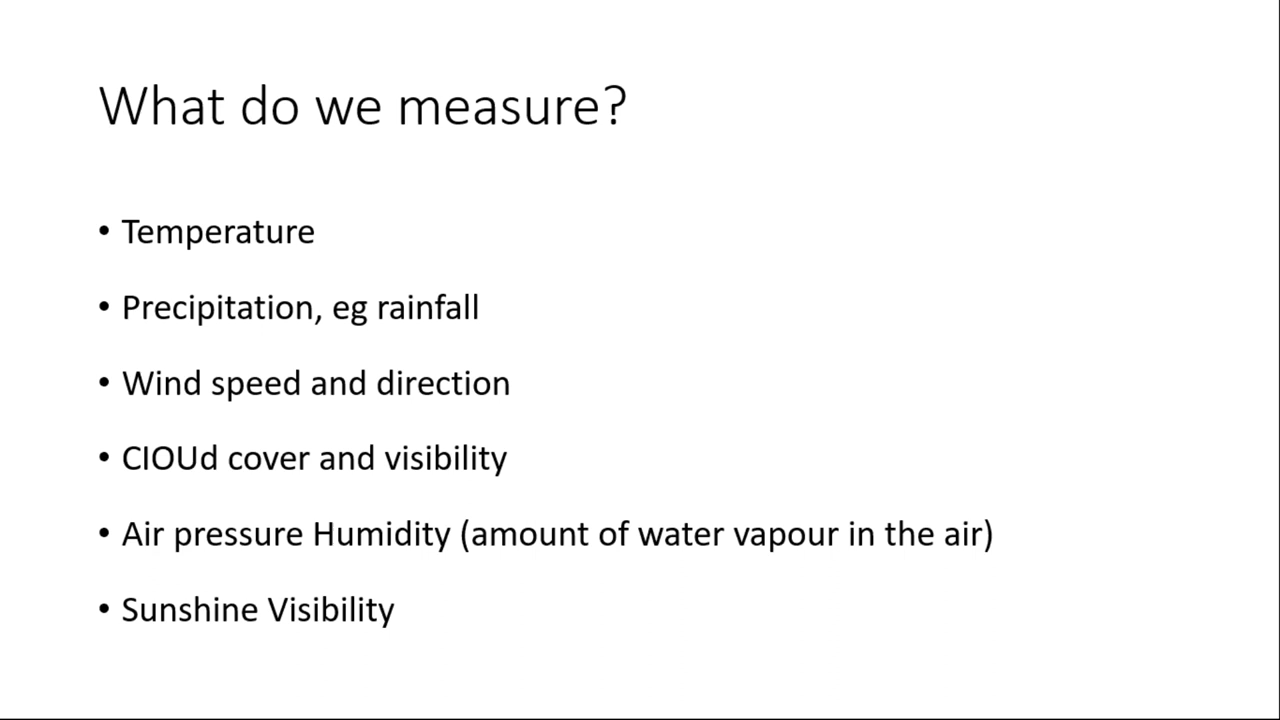 What do we measure?
• Temperature
• Precipitation, eg rainfall
• Wind speed and direction
• CIOUd cover and visibility
• Air pressure Humidity (amount of water vapour in the air)
• Sunshine Visibility